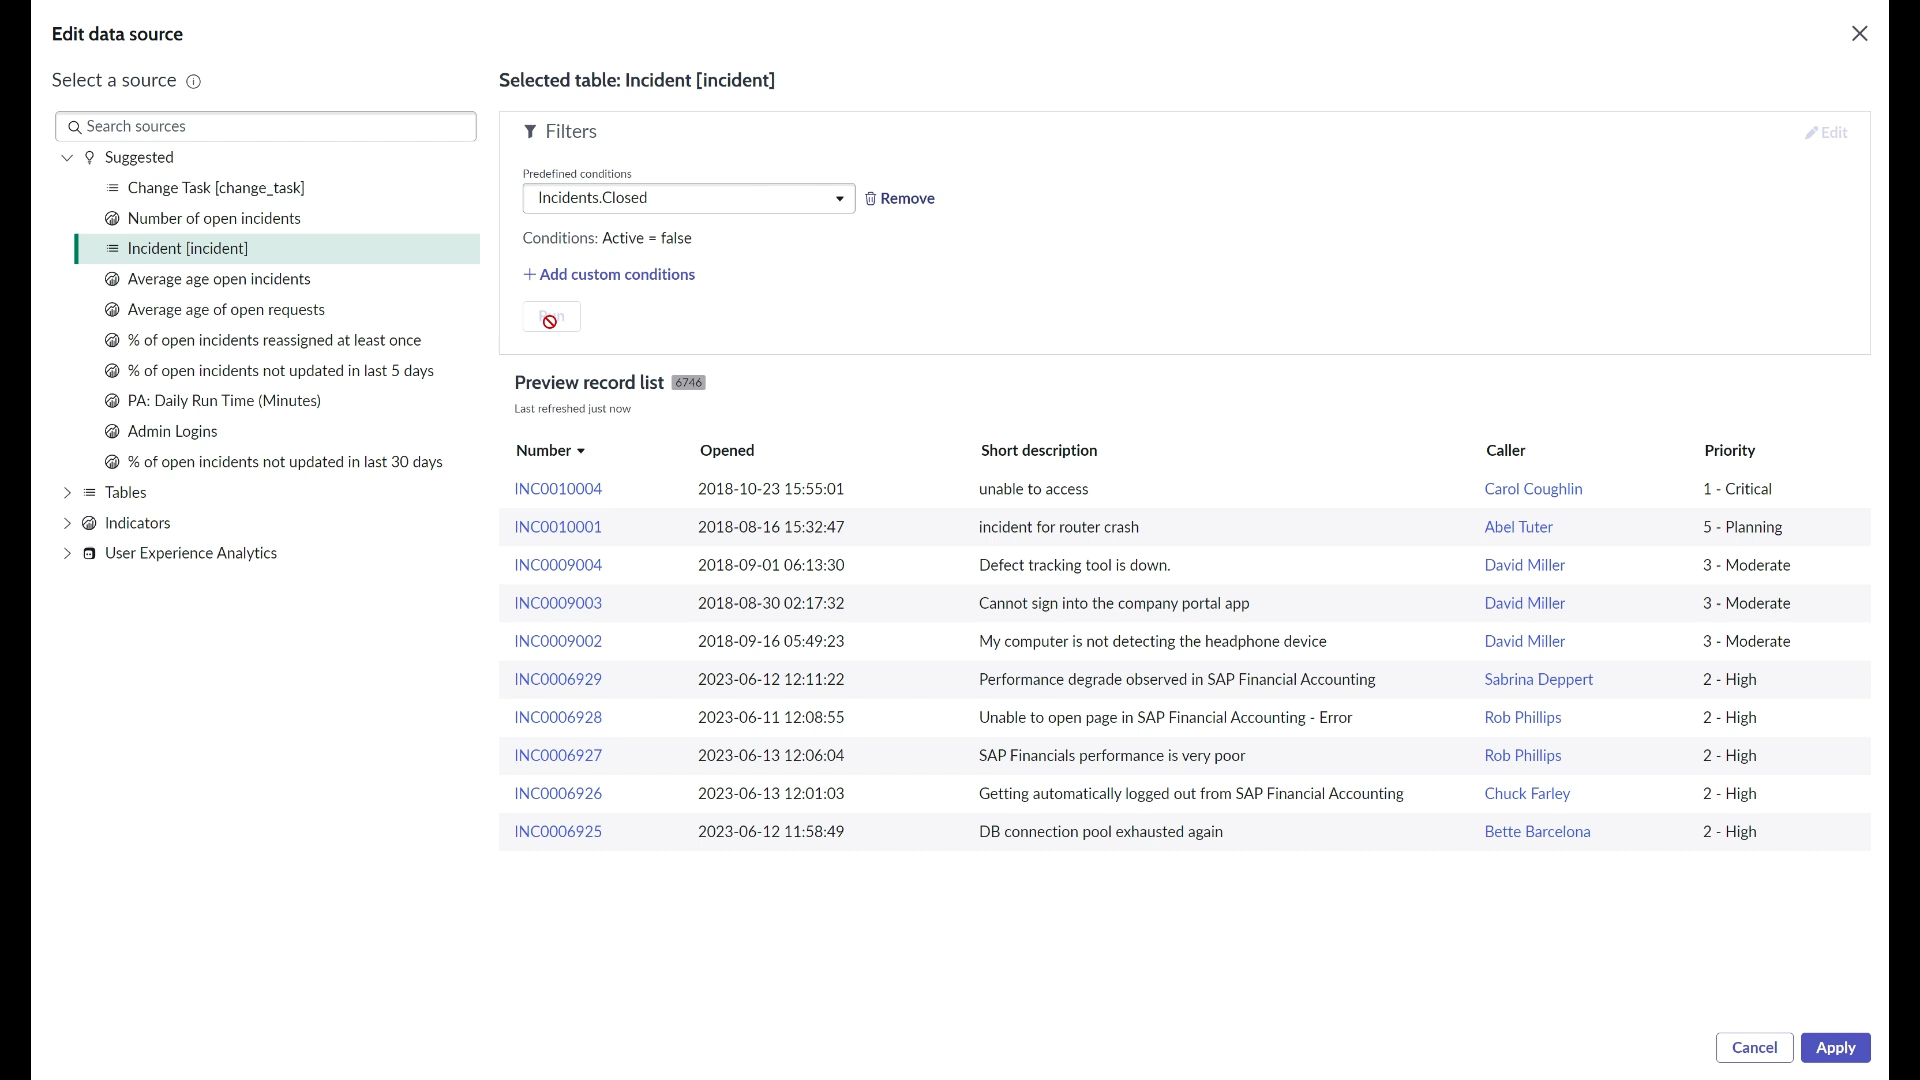 Edit data source
Select a source
Selected table: Incident [incident]
Search sources
Suggested
Change Task [change_task]
Number of open incidents
Incident [incident]
Average age open incidents
Average age of open requests
% of open incidents reassigned at least once
% of open incidents not updated in last 5 days
PA: Daily Run Time (Minutes)
Admin Logins
% of open incidents not updated in last 30 days
Tables
Indicators
User Experience Analytics
Filters
Edit
Predefined conditions
Incidents.Closed
Remove
Conditions: Active = false
+ Add custom conditions
Preview record list 6746
Last refreshed just now
Number Opened Short description Caller Priority
INC0010004 2018-10-23 15:55:01 unable to access Carol Coughlin 1 - Critical
INC0010001 2018-08-16 15:32:47 incident for router crash Abel Tuter 5 - Planning
INC0009004 2018-09-01 06:13:30 Defect tracking tool is down. David Miller 3 - Moderate
INC0009003 2018-08-30 02:17:32 Cannot sign into the company portal app David Miller 3 - Moderate
INC0009002 2018-09-16 05:49:23 My computer is not detecting the headphone device David Miller 3 - Moderate
INC0006929 2023-06-12 12:11:22 Performance degrade observed in SAP Financial Accounting Sabrina Deppert 2 - High
INC0006928 2023-06-11 12:08:55 Unable to open page in SAP Financial Accounting - Error Rob Phillips 2 - High
INC0006927 2023-06-13 12:06:04 SAP Financials performance is very poor Rob Phillips 2 - High
INC0006926 2023-06-13 12:01:03 Getting automatically logged out from SAP Financial Accounting Chuck Farley 2 - High
INC0006925 2023-06-12 11:58:49 DB connection pool exhausted again Bette Barcelona 2 - High
Cancel
Apply